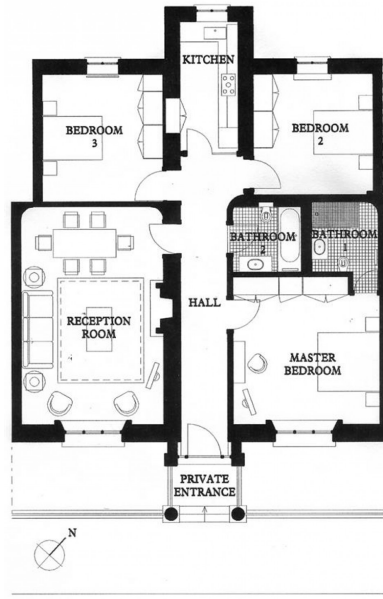 KITCHEN
BEDROOM
3
BEDROOM
2
BATHROOM
2
BATHROOM
1
HALL
RECEPTION
ROOM
MASTER
BEDROOM
PRIVATE
ENTRANCE
N